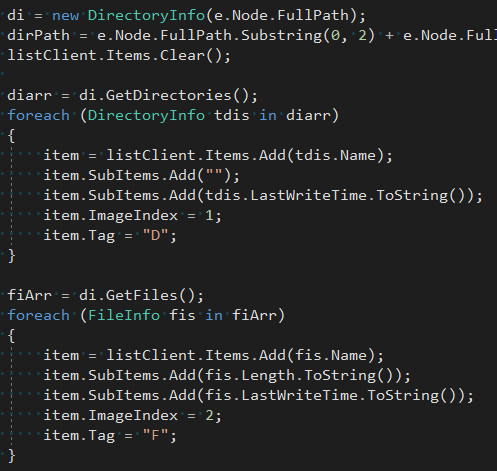 di = new DirectoryInfo(e.Node.FullPath);
dirPath = e.Node.FullPath.Substring(0, 2) + e.Node.Full
listClient.Items.Clear();
diarr = di.GetDirectories();
foreach (DirectoryInfo tdis in diarr)
{
item = listClient.Items.Add(tdis.Name);
item.SubItems.Add("");
item.SubItems.Add(tdis.LastWriteTime.ToString());
item.ImageIndex = 1;
item.Tag = "D";
}
fiArr = di.GetFiles();
foreach (FileInfo fis in fiArr)
{
item = listClient.Items.Add(fis.Name);
item.SubItems.Add(fis.Length.ToString());
item.SubItems.Add(fis.LastWriteTime.ToString());
item.ImageIndex = 2;
item.Tag = "F";
}